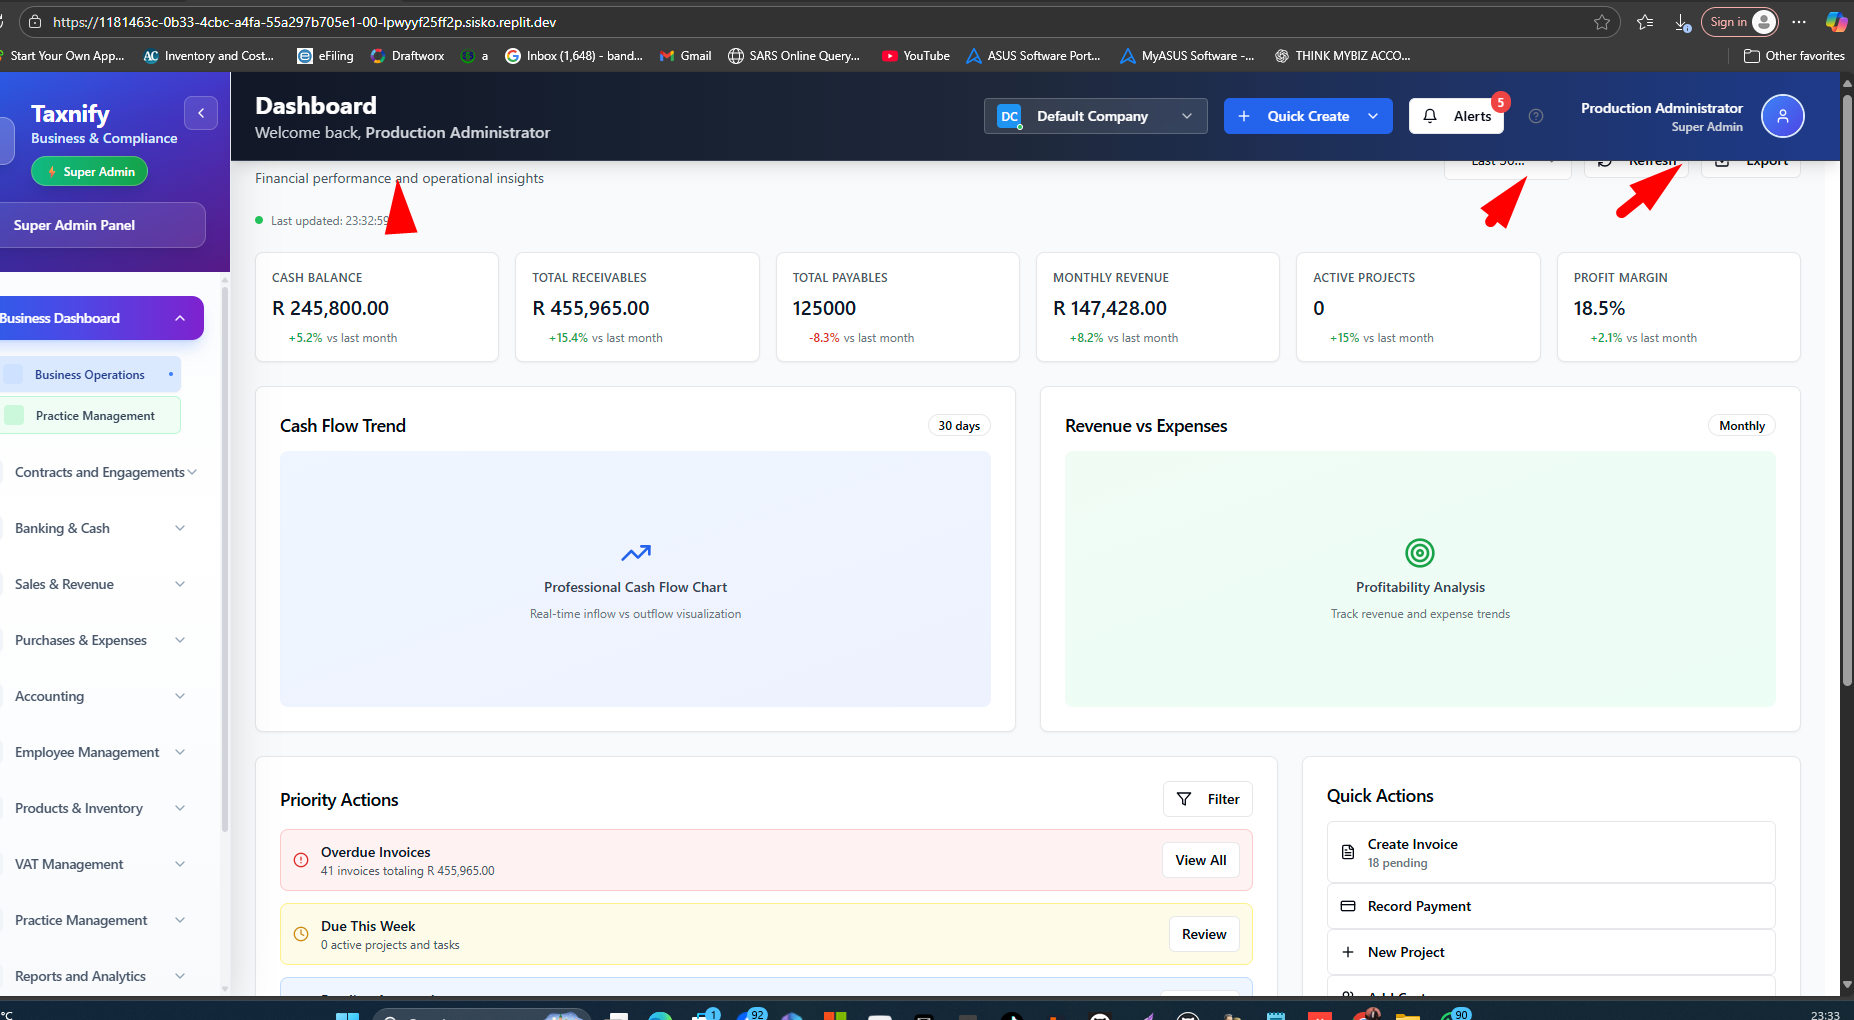 https://1181463c-0b33-4cbc-a4fa-55a297b705e1-00-lpwyyf25ff2p.sisko.replit.dev
Sign in
Start Your Own App...
AC Inventory and Cost...
eFiling
Draftworx
a
Inbox (1,648) - band...
Gmail
SARS Online Query...
YouTube
ASUS Software Port...
MyASUS Software -...
THINK MYBIZ ACCO...
Other favorites
Taxnify
Business & Compliance
Super Admin
Super Admin Panel
Business Dashboard
Business Operations
Practice Management
Contracts and Engagements
Banking & Cash
Sales & Revenue
Purchases & Expenses
Accounting
Employee Management
Products & Inventory
VAT Management
Practice Management
Reports and Analytics
Dashboard
Welcome back, Production Administrator
DC Default Company
Quick Create
Alerts 5
Production Administrator
Super Admin
Financial performance and operational insights
Last 30...
Refresh
Export
Last updated: 23:32:59
CASH BALANCE
R 245,800.00
+5.2% vs last month
TOTAL RECEIVABLES
R 455,965.00
+15.4% vs last month
TOTAL PAYABLES
125000
-8.3% vs last month
MONTHLY REVENUE
R 147,428.00
+8.2% vs last month
ACTIVE PROJECTS
0
+15% vs last month
PROFIT MARGIN
18.5%
+2.1% vs last month
Cash Flow Trend
30 days
Professional Cash Flow Chart
Real-time inflow vs outflow visualization
Revenue vs Expenses
Monthly
Profitability Analysis
Track revenue and expense trends
Priority Actions
Filter
Overdue Invoices
41 invoices totaling R 455,965.00
View All
Due This Week
0 active projects and tasks
Review
Quick Actions
Create Invoice
18 pending
Record Payment
New Project
°C
1
92
90
23:33